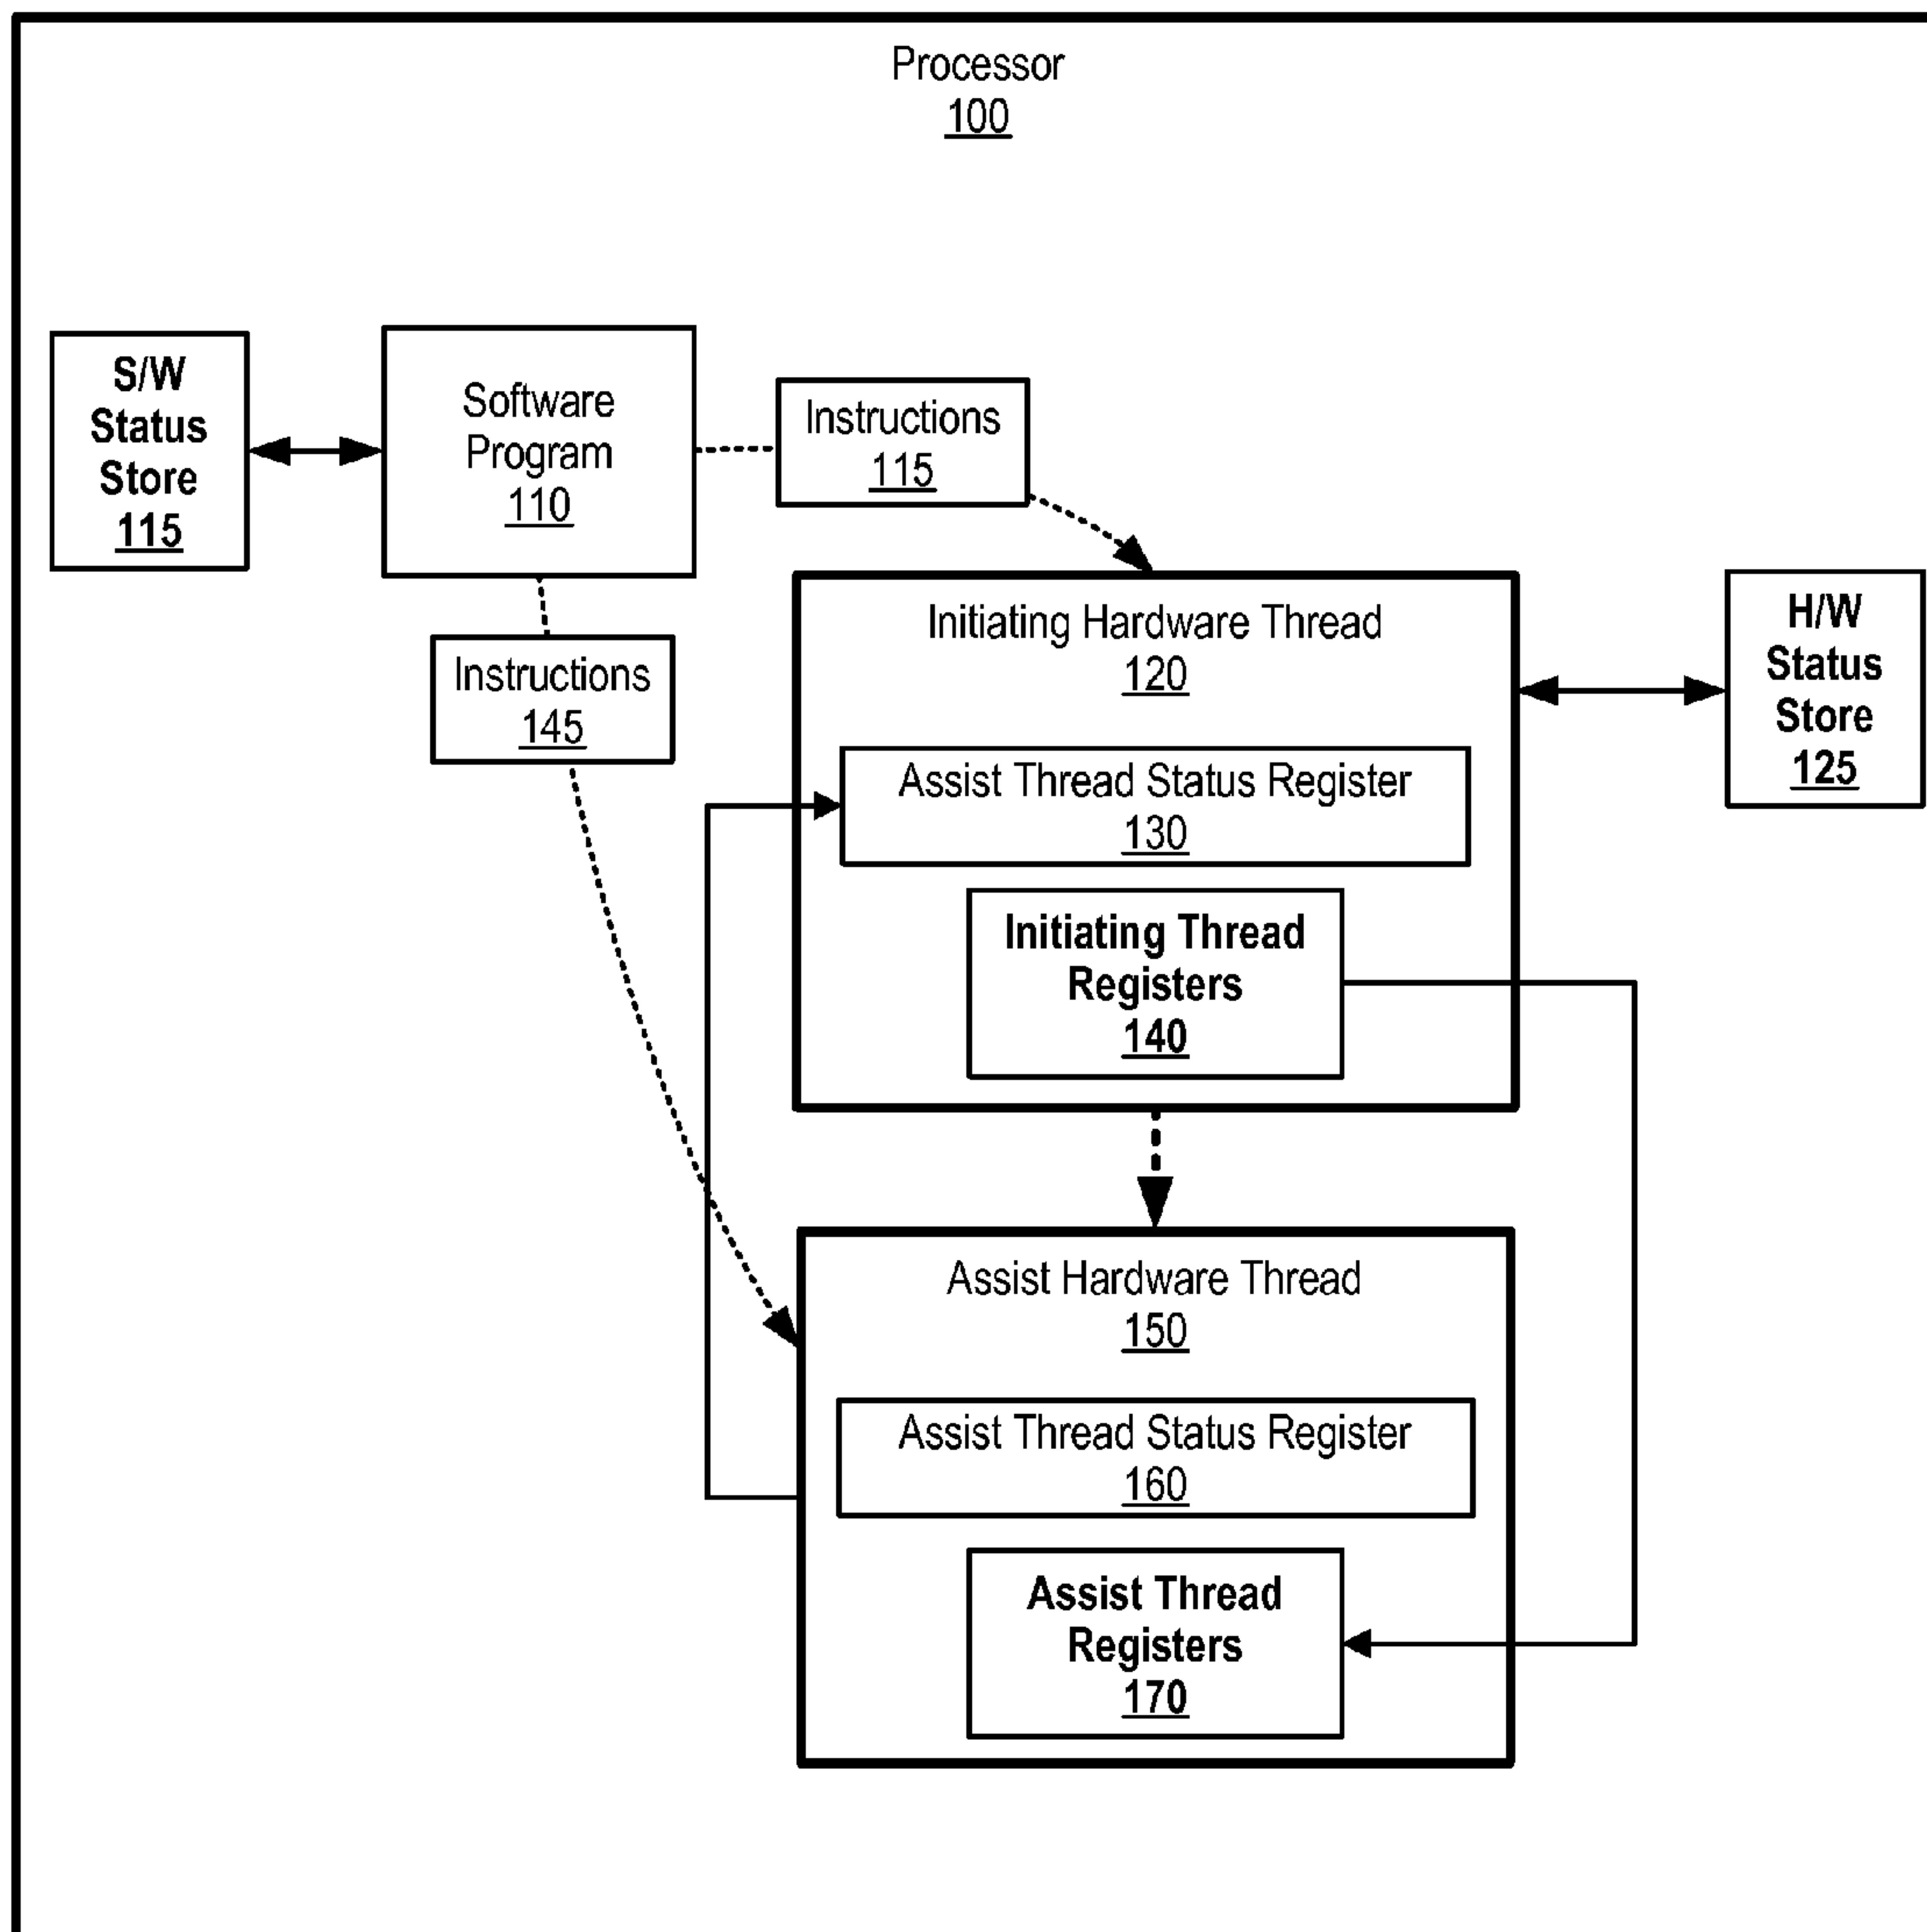 Processor
100
S/W
Status
Store
115
Software
Program
110
Instructions
115
Instructions
145
Initiating Hardware Thread
120
H/W
Status
Store
125
Assist Thread Status Register
130
Initiating Thread
Registers
140
Assist Hardware Thread
150
Assist Thread Status Register
160
Assist Thread
Registers
170